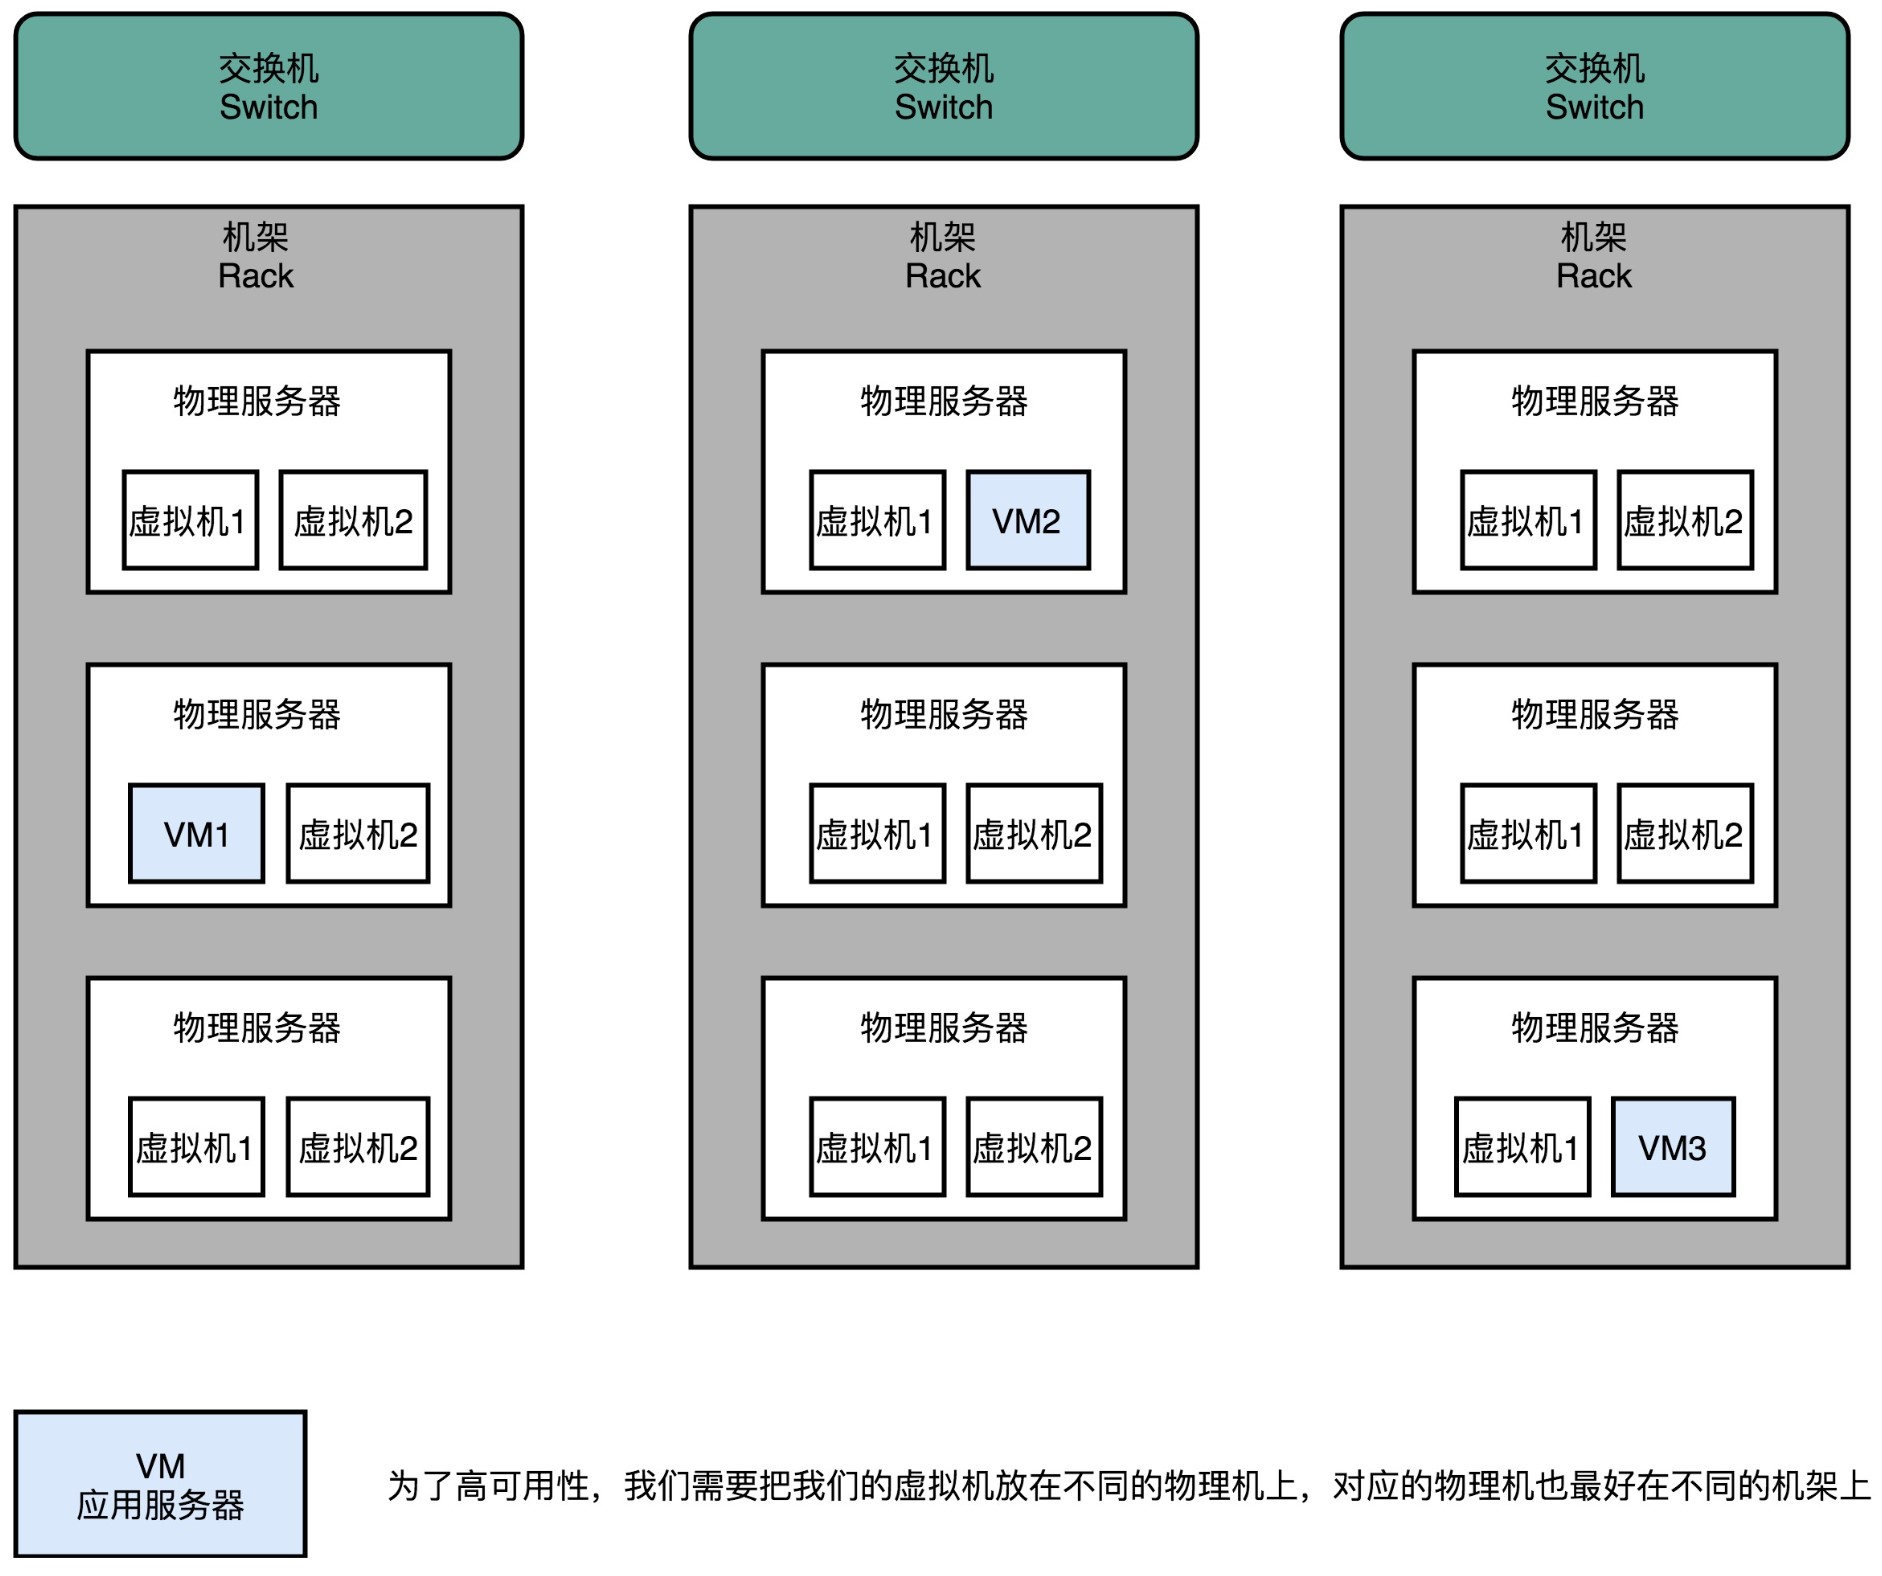 交换机
Switch
交换机
Switch
交换机
Switch
机架
Rack
物理服务器
虚拟机1
虚拟机2
物理服务器
VM1
虚拟机2
物理服务器
虚拟机1
虚拟机2
机架
Rack
物理服务器
虚拟机1
VM2
物理服务器
虚拟机1
虚拟机2
物理服务器
虚拟机1
虚拟机2
机架
Rack
物理服务器
虚拟机1
虚拟机2
物理服务器
虚拟机1
虚拟机2
物理服务器
虚拟机1
VM3
VM
应用服务器
为了高可用性，我们需要把我们的虚拟机放在不同的物理机上，对应的物理机也最好在不同的机架上